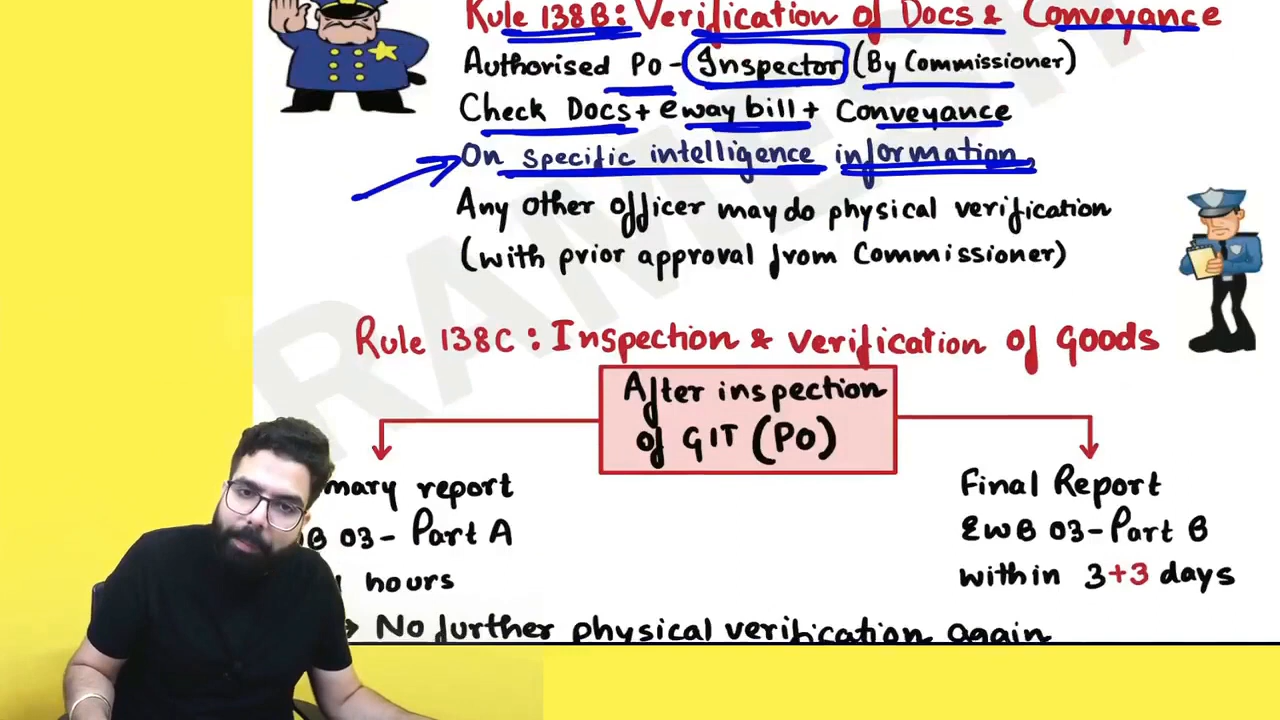 Rule 138B: Verification of Docs & Conveyance
Authorised PO - Inspector (By Commissioner)
Check Docs + eway bill + Conveyance
On specific intelligence information,
Any other officer may do physical verification
(with prior approval from Commissioner)
Rule 138C: Inspection & verification of Goods
After inspection
of GIT (PO)
report
03 - Part A
hours
Final Report
EWB 03 - Part B
within 3+3 days
No further physical verification again
RAMESH